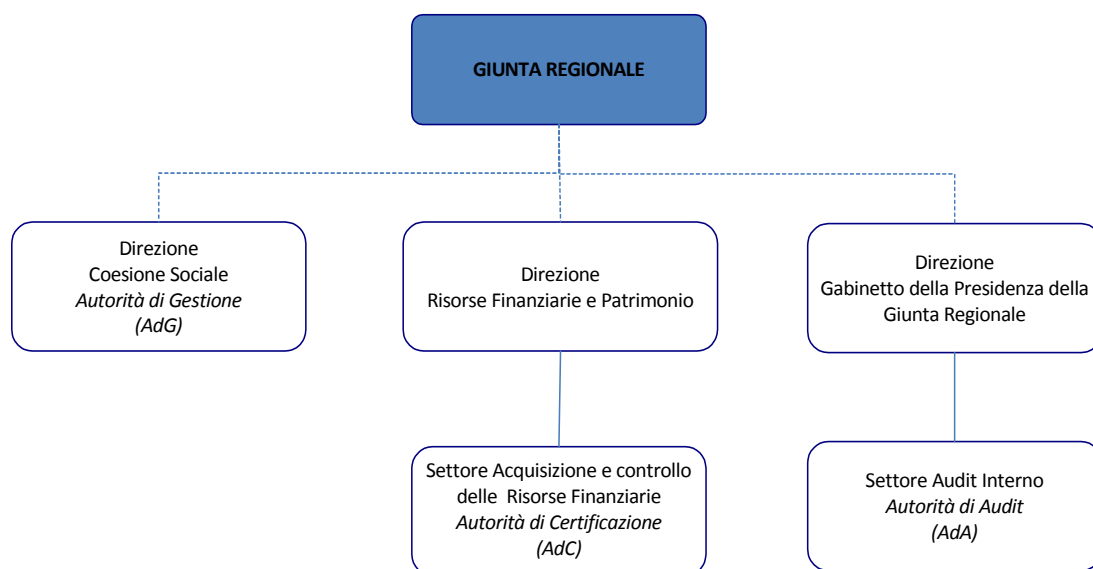 GIUNTA REGIONALE
Direzione
Coesione Sociale
Autorità di Gestione
(AdG)
Direzione
Risorse Finanziarie e Patrimonio
Direzione
Gabinetto della Presidenza della
Giunta Regionale
Settore Acquisizione e controllo
delle Risorse Finanziarie
Autorità di Certificazione
(AdC)
Settore Audit Interno
Autorità di Audit
(AdA)